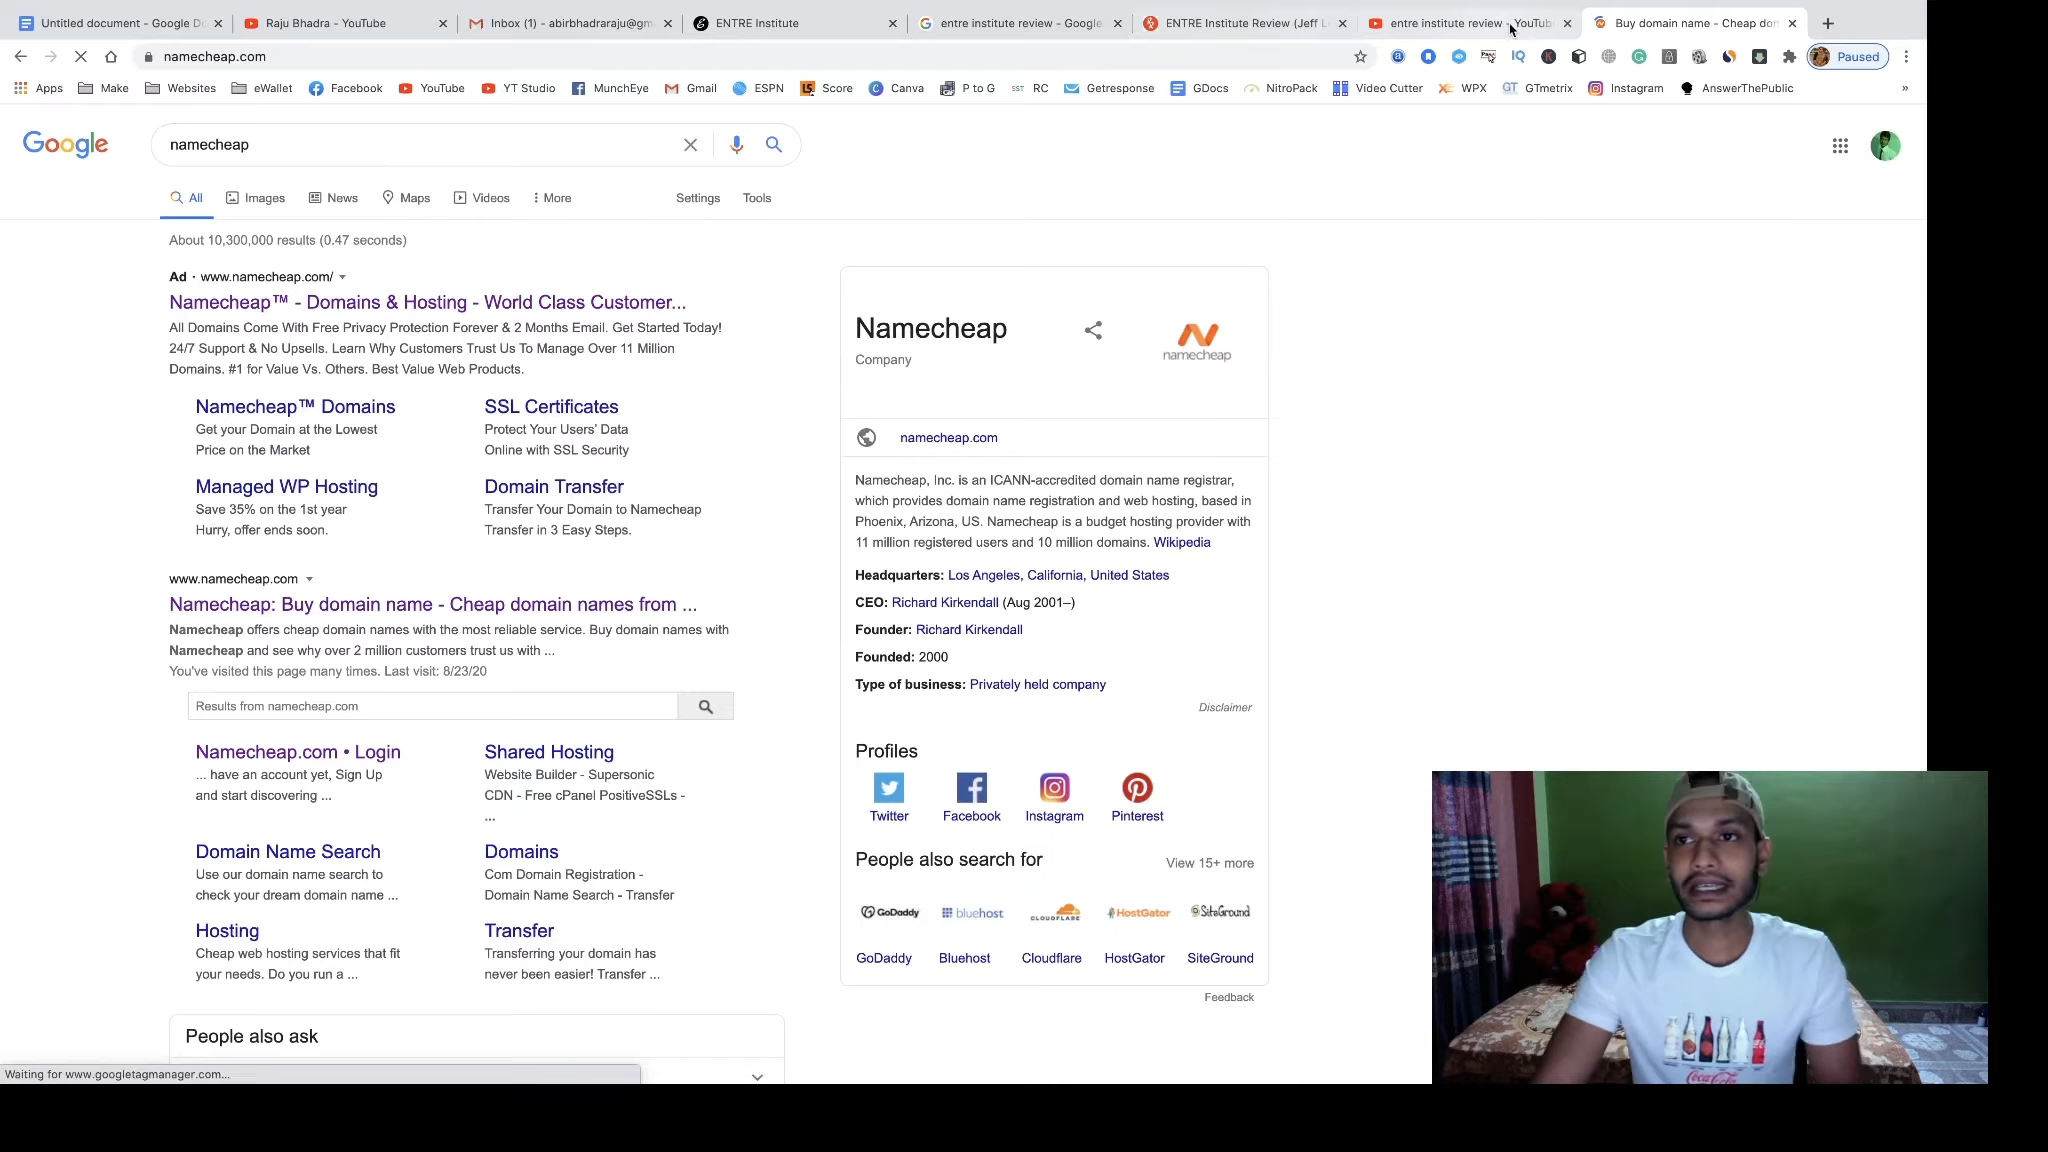 Untitled document - Google D
Raju Bhadra - YouTube
Inbox (1) - abirbhadraraju@gm
ENTRE Institute
entre institute review - Google
ENTRE Institute Review (Jeff L
entre institute review - YouTube
Buy domain name - Cheap don
namecheap.com
Paused
Apps
Make
Websites
eWallet
Facebook
YouTube
YT Studio
MunchEye
Gmail
ESPN
Score
Canva
P to G
RC
Getresponse
GDocs
NitroPack
Video Cutter
WPX
GTmetrix
Instagram
AnswerThePublic
»
Google
namecheap
All
Images
News
Maps
Videos
More
Settings
Tools
About 10,300,000 results (0.47 seconds)
Ad · www.namecheap.com/
Namecheap™ - Domains & Hosting - World Class Customer...
All Domains Come With Free Privacy Protection Forever & 2 Months Email. Get Started Today!
24/7 Support & No Upsells. Learn Why Customers Trust Us To Manage Over 11 Million
Domains. #1 for Value Vs. Others. Best Value Web Products.
Namecheap™ Domains
Get your Domain at the Lowest
Price on the Market
SSL Certificates
Protect Your Users' Data
Online with SSL Security
Managed WP Hosting
Save 35% on the 1st year
Hurry, offer ends soon.
Domain Transfer
Transfer Your Domain to Namecheap
Transfer in 3 Easy Steps.
www.namecheap.com
Namecheap: Buy domain name - Cheap domain names from ...
Namecheap offers cheap domain names with the most reliable service. Buy domain names with
Namecheap and see why over 2 million customers trust us with ...
You've visited this page many times. Last visit: 8/23/20
Results from namecheap.com
Namecheap.com • Login
... have an account yet, Sign Up
and start discovering ...
Shared Hosting
Website Builder - Supersonic
CDN - Free cPanel PositiveSSLs -
...
Domain Name Search
Use our domain name search to
check your dream domain name ...
Domains
Com Domain Registration -
Domain Name Search - Transfer
Hosting
Cheap web hosting services that fit
your needs. Do you run a ...
Transfer
Transferring your domain has
never been easier! Transfer ...
People also ask
Waiting for www.googletagmanager.com...
Namecheap
Company
namecheap
namecheap.com
Namecheap, Inc. is an ICANN-accredited domain name registrar,
which provides domain name registration and web hosting, based in
Phoenix, Arizona, US. Namecheap is a budget hosting provider with
11 million registered users and 10 million domains. Wikipedia
Headquarters: Los Angeles, California, United States
CEO: Richard Kirkendall (Aug 2001–)
Founder: Richard Kirkendall
Founded: 2000
Type of business: Privately held company
Disclaimer
Profiles
Twitter
Facebook
Instagram
Pinterest
People also search for
View 15+ more
GoDaddy
bluehost
CLOUDFLARE
HostGator
SiteGround
GoDaddy
Bluehost
Cloudflare
HostGator
SiteGround
Feedback
Coca-Cola